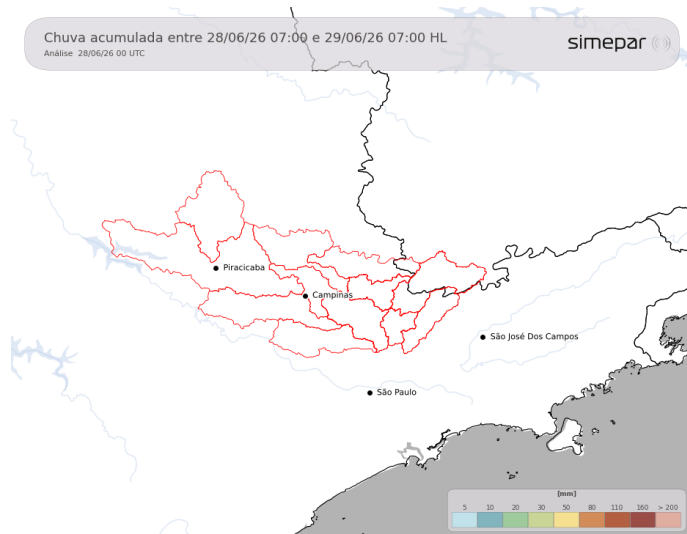 Chuva acumulada entre 28/06/26 07:00 e 29/06/26 07:00 HL
Análise 28/06/26 00 UTC
simepar
Piracicaba
Campinas
São José Dos Campos
São Paulo
[mm]
5 10 20 30 50 80 110 160 > 200